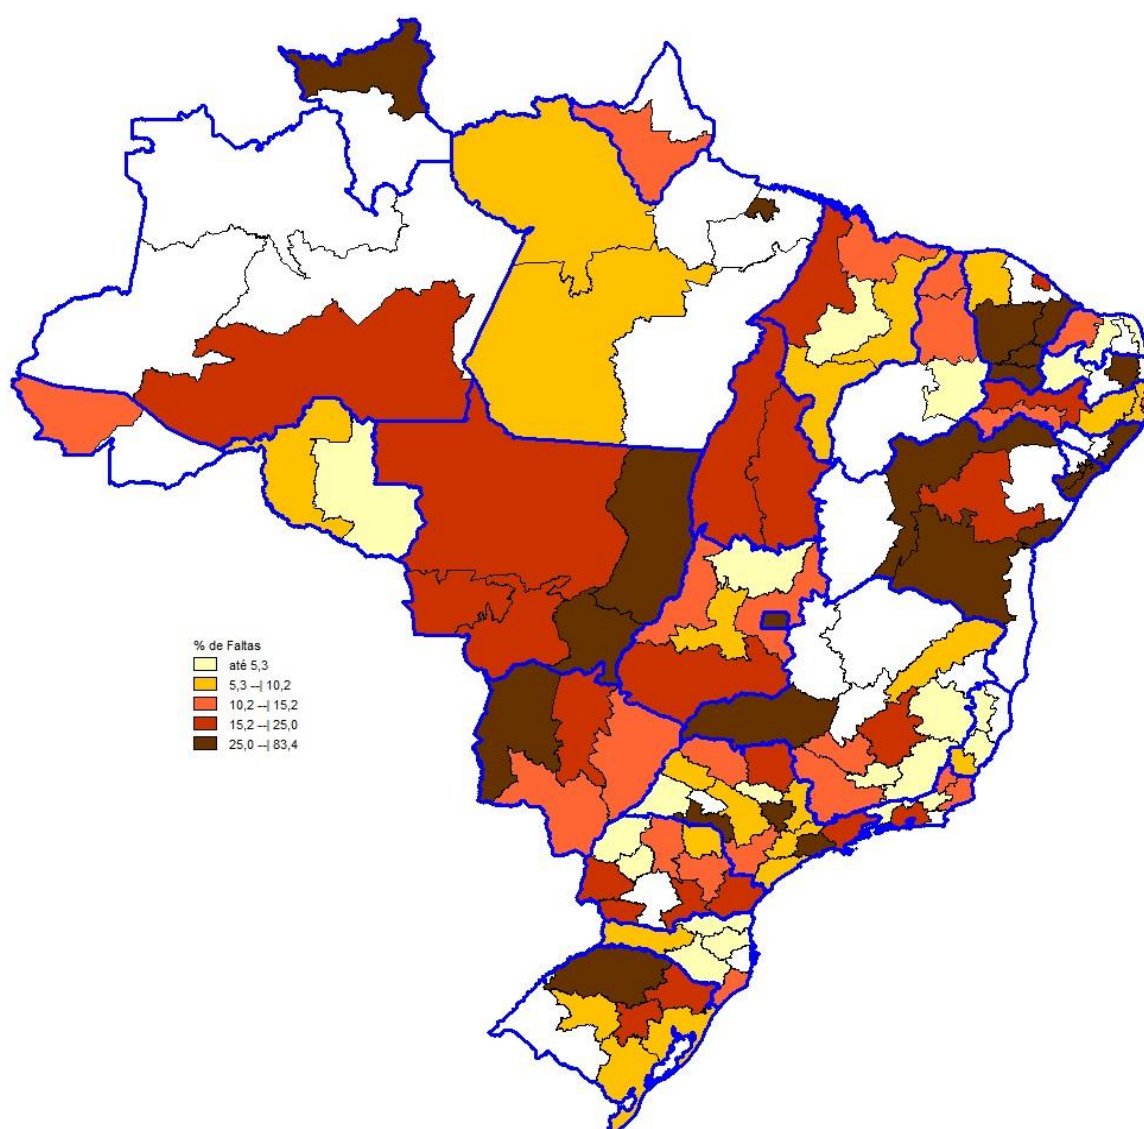 % de Faltas
até 5,3
5,3 --| 10,2
10,2 --| 15,2
15,2 --| 25,0
25,0 --| 83,4